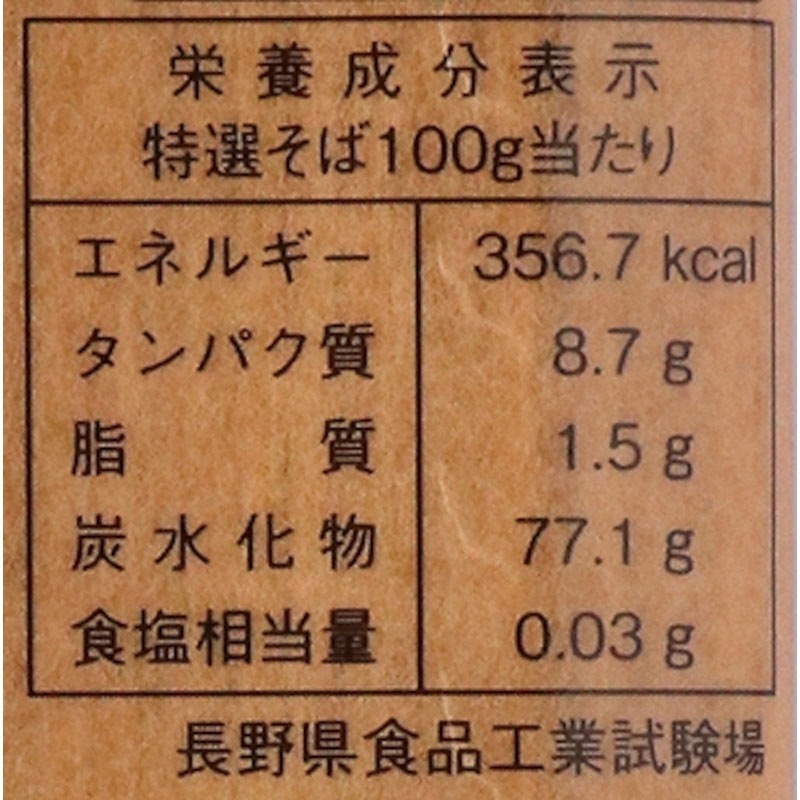 栄養成分表示
特選そば100g当たり
エネルギー 356.7 kcal
タンパク質 8.7 g
脂質 1.5 g
炭水化物 77.1 g
食塩相当量 0.03 g
長野県食品工業試験場